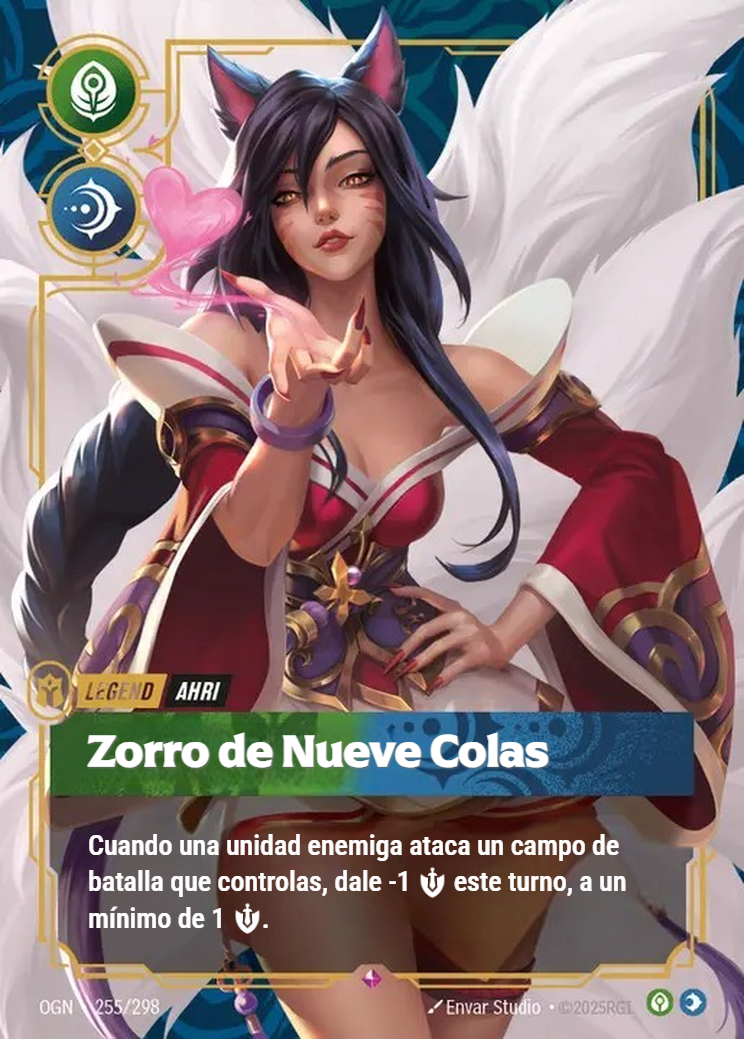 LEGEND AHRI
Zorro de Nueve Colas
Cuando una unidad enemiga ataca un campo de
batalla que controlas, dale -1 este turno, a un
mínimo de 1 .
OGN • 255/298 Envar Studio • ©2025RGI